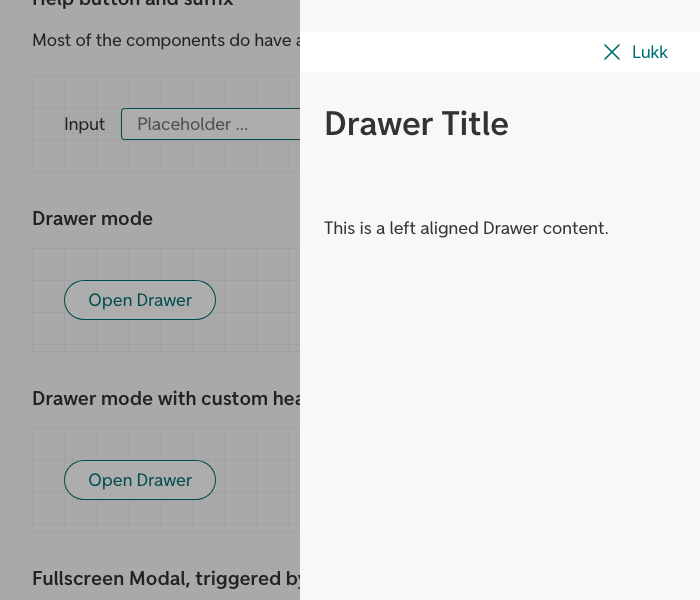 Help button and suffix
Most of the components do have
Input
Placeholder ...
Drawer mode
Open Drawer
Drawer mode with custom
Open Drawer
Fullscreen Modal, triggered by
Lukk
Drawer Title
This is a left aligned Drawer content.